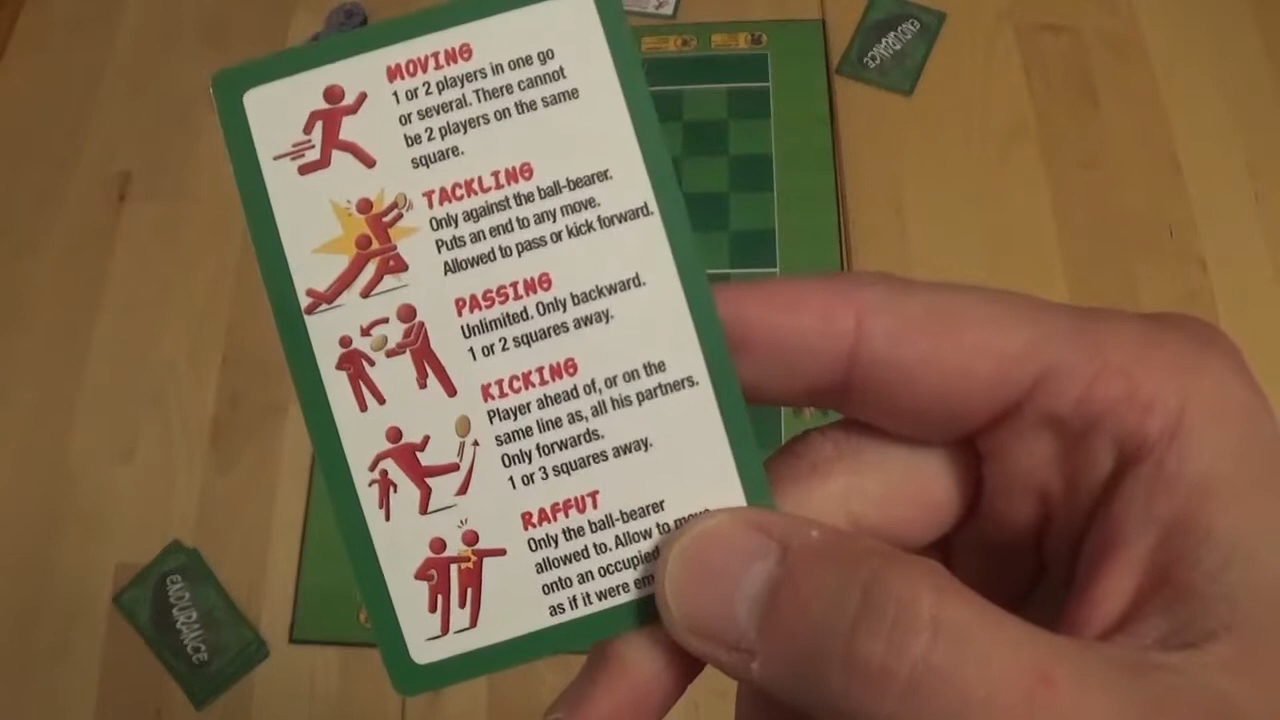 MOVING
1 or 2 players in one go
or several. There cannot
be 2 players on the same
square.
TACKLING
Only against the ball-bearer.
Puts an end to any move.
Allowed to pass or kick forward.
PASSING
Unlimited. Only backward.
1 or 2 squares away.
KICKING
Player ahead of, or on the
same line as, all his partners.
Only forwards.
1 or 3 squares away.
RAFFUT
Only the ball-bearer
allowed to. Allow to move
onto an occupied
as if it were em
ENDURANCE
ENDURANCE